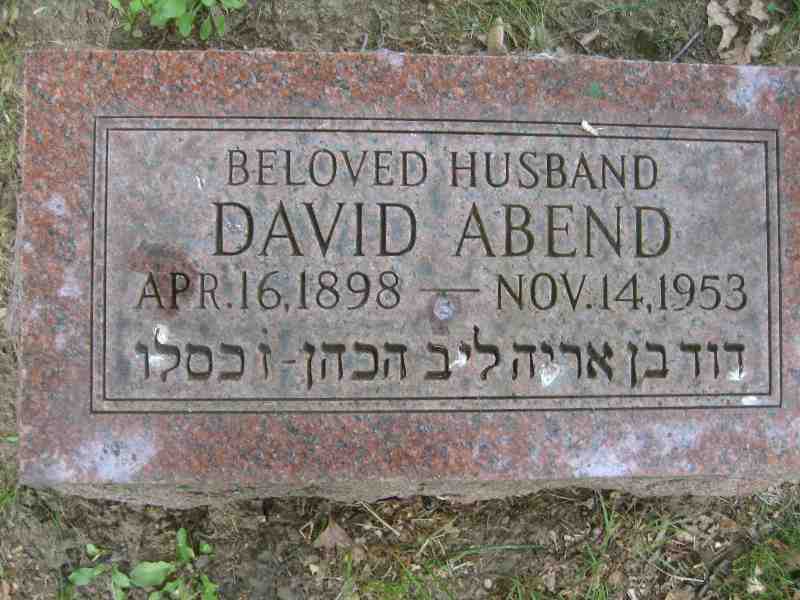 BELOVED HUSBAND
DAVID ABEND
APR.16,1898 — NOV.14,1953
דוד בן אריה ליב הכהן - ז כסלו